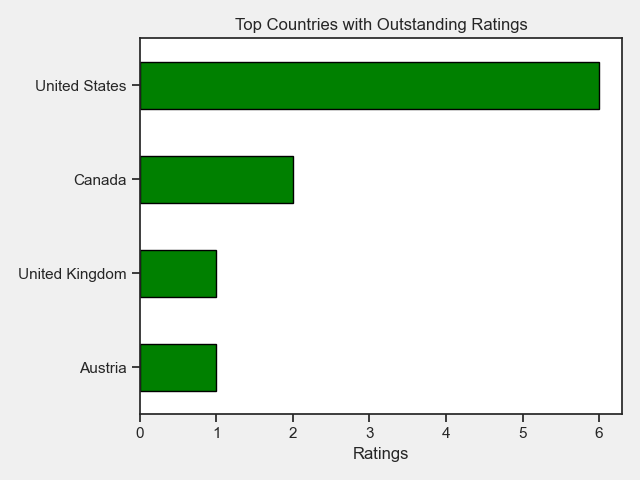 Top Countries with Outstanding Ratings
United States
Canada
United Kingdom
Austria
0 1 2 3 4 5 6
Ratings